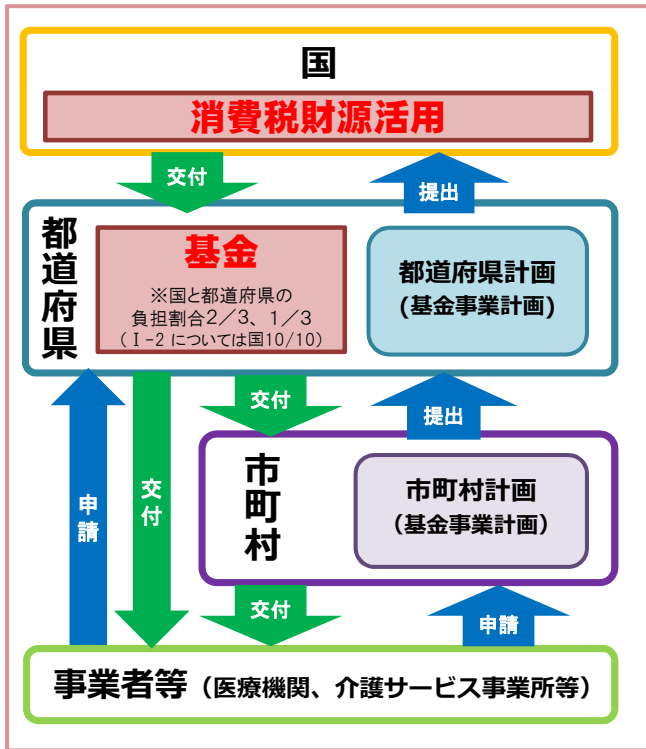 国
消費税財源活用
交付
提出
都道府県
基金
※国と都道府県の
負担割合2/3、1/3
(Ⅰ-2 については国10/10)
都道府県計画
(基金事業計画)
交付
提出
申請
交付
市町村
市町村計画
(基金事業計画)
交付
申請
事業者等(医療機関、介護サービス事業所等)